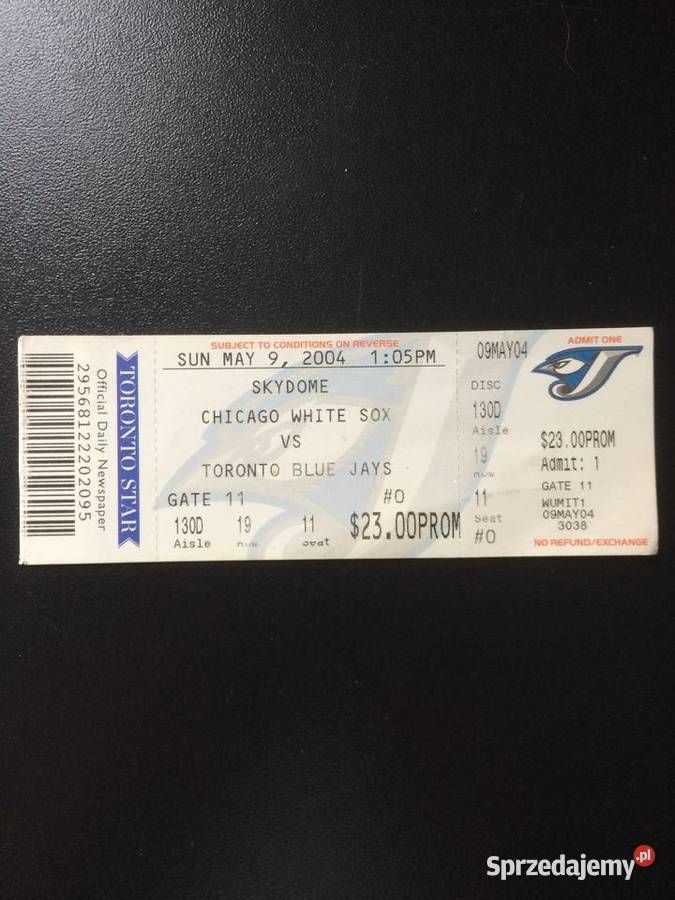 TORONTO STAR
Official Daily Newspaper
29568122202095
SUBJECT TO CONDITIONS ON REVERSE
SUN MAY 9, 2004 1:05PM
SKYDOME
CHICAGO WHITE SOX
VS
TORONTO BLUE JAYS
GATE 11 #0
130D 19 11 $23.00PROM
Aisle Row Seat
09MAY04
DISC
130D
Aisle
19
Row
11
Seat
#0
ADMIT ONE
$23.00PROM
Admit: 1
GATE 11
WUMIT1
09MAY04
3038
NO REFUND/EXCHANGE
Sprzedajemy.pl